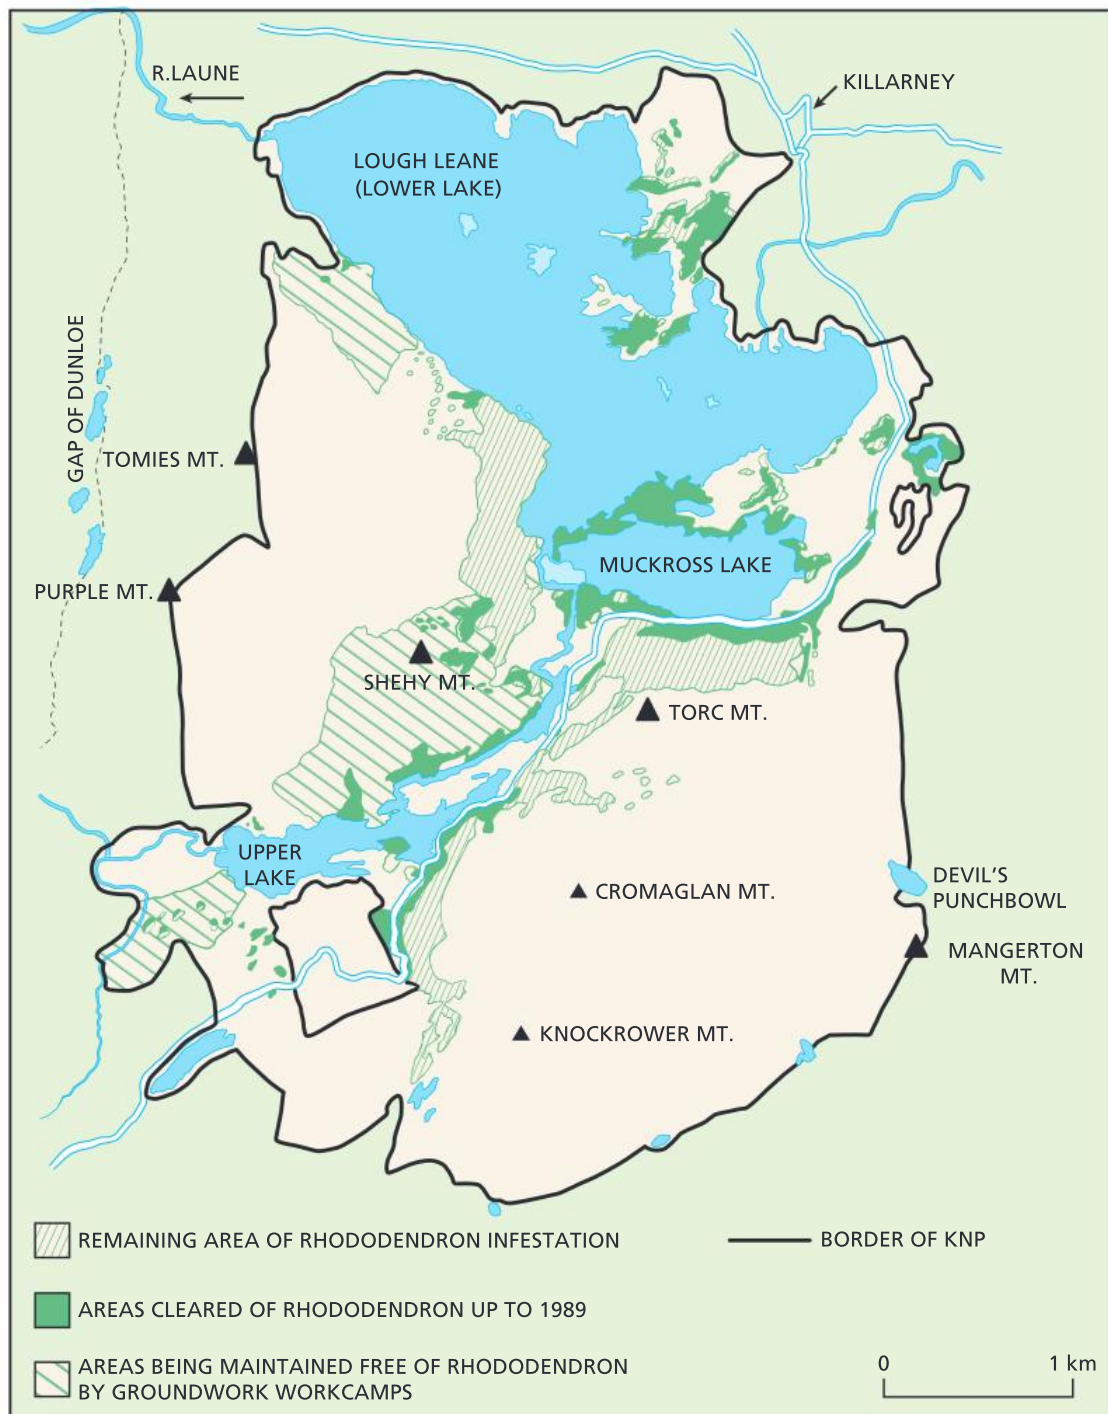 R.LAUNE
KILLARNEY
LOUGH LEANE
(LOWER LAKE)
GAP OF DUNLOE
TOMIES MT.
MUCKROSS LAKE
PURPLE MT.
SHEHY MT.
TORC MT.
UPPER
LAKE
CROMAGLAN MT.
DEVIL'S
PUNCHBOWL
MANGERTON
MT.
KNOCKROWER MT.
REMAINING AREA OF RHODODENDRON INFESTATION
BORDER OF KNP
AREAS CLEARED OF RHODODENDRON UP TO 1989
AREAS BEING MAINTAINED FREE OF RHODODENDRON
BY GROUNDWORK WORKCAMPS
0 1 km